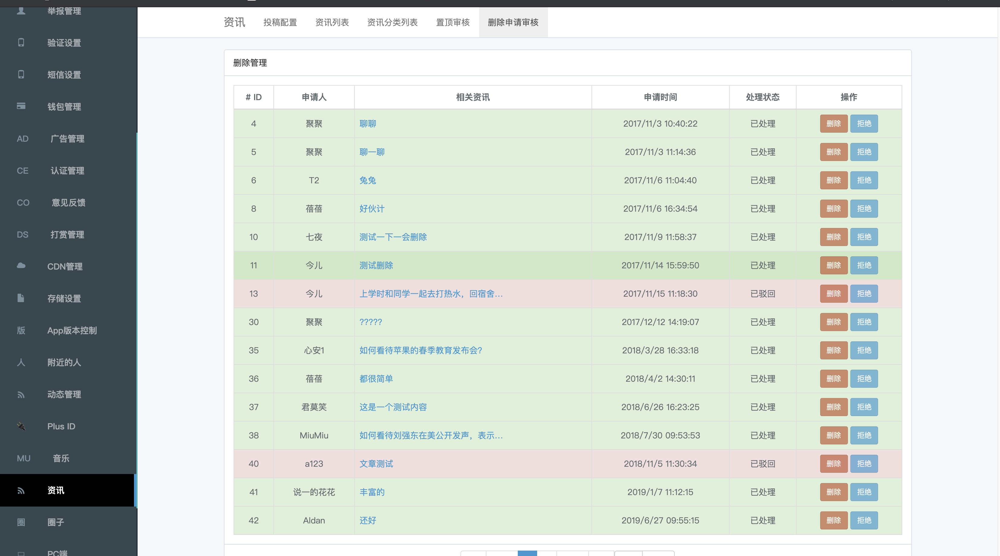 举报管理
验证设置
短信设置
钱包管理
AD 广告管理
CE 认证管理
CO 意见反馈
DS 打赏管理
CDN管理
存储设置
版 App版本控制
人 附近的人
动态管理
Plus ID
MU 音乐
资讯
圈 圈子
PC端
资讯 投稿配置 资讯列表 资讯分类列表 置顶审核 删除申请审核
删除管理
# ID 申请人 相关资讯 申请时间 处理状态 操作
4 聚聚 聊聊 2017/11/3 10:40:22 已处理 删除 拒绝
5 聚聚 聊一聊 2017/11/3 11:14:36 已处理 删除 拒绝
6 T2 兔兔 2017/11/6 11:04:40 已处理 删除 拒绝
8 蓓蓓 好伙计 2017/11/6 16:34:54 已处理 删除 拒绝
10 七夜 测试一下一会删除 2017/11/9 11:58:37 已处理 删除 拒绝
11 今儿 测试删除 2017/11/14 15:59:50 已处理 删除 拒绝
13 今儿 上学时和同学一起去打热水，回宿舍... 2017/11/15 11:18:30 已驳回 删除 拒绝
30 聚聚 ????? 2017/12/12 14:19:07 已处理 删除 拒绝
35 心安1 如何看待苹果的春季教育发布会? 2018/3/28 16:33:18 已处理 删除 拒绝
36 蓓蓓 都很简单 2018/4/2 14:30:11 已处理 删除 拒绝
37 君莫笑 这是一个测试内容 2018/6/26 16:23:25 已处理 删除 拒绝
38 MiuMiu 如何看待刘强东在美公开发声，表示... 2018/7/30 09:53:53 已处理 删除 拒绝
40 a123 文章测试 2018/11/5 11:30:34 已驳回 删除 拒绝
41 说一的花花 丰富的 2019/1/7 11:12:15 已处理 删除 拒绝
42 Aldan 还好 2019/6/27 09:55:15 已处理 删除 拒绝